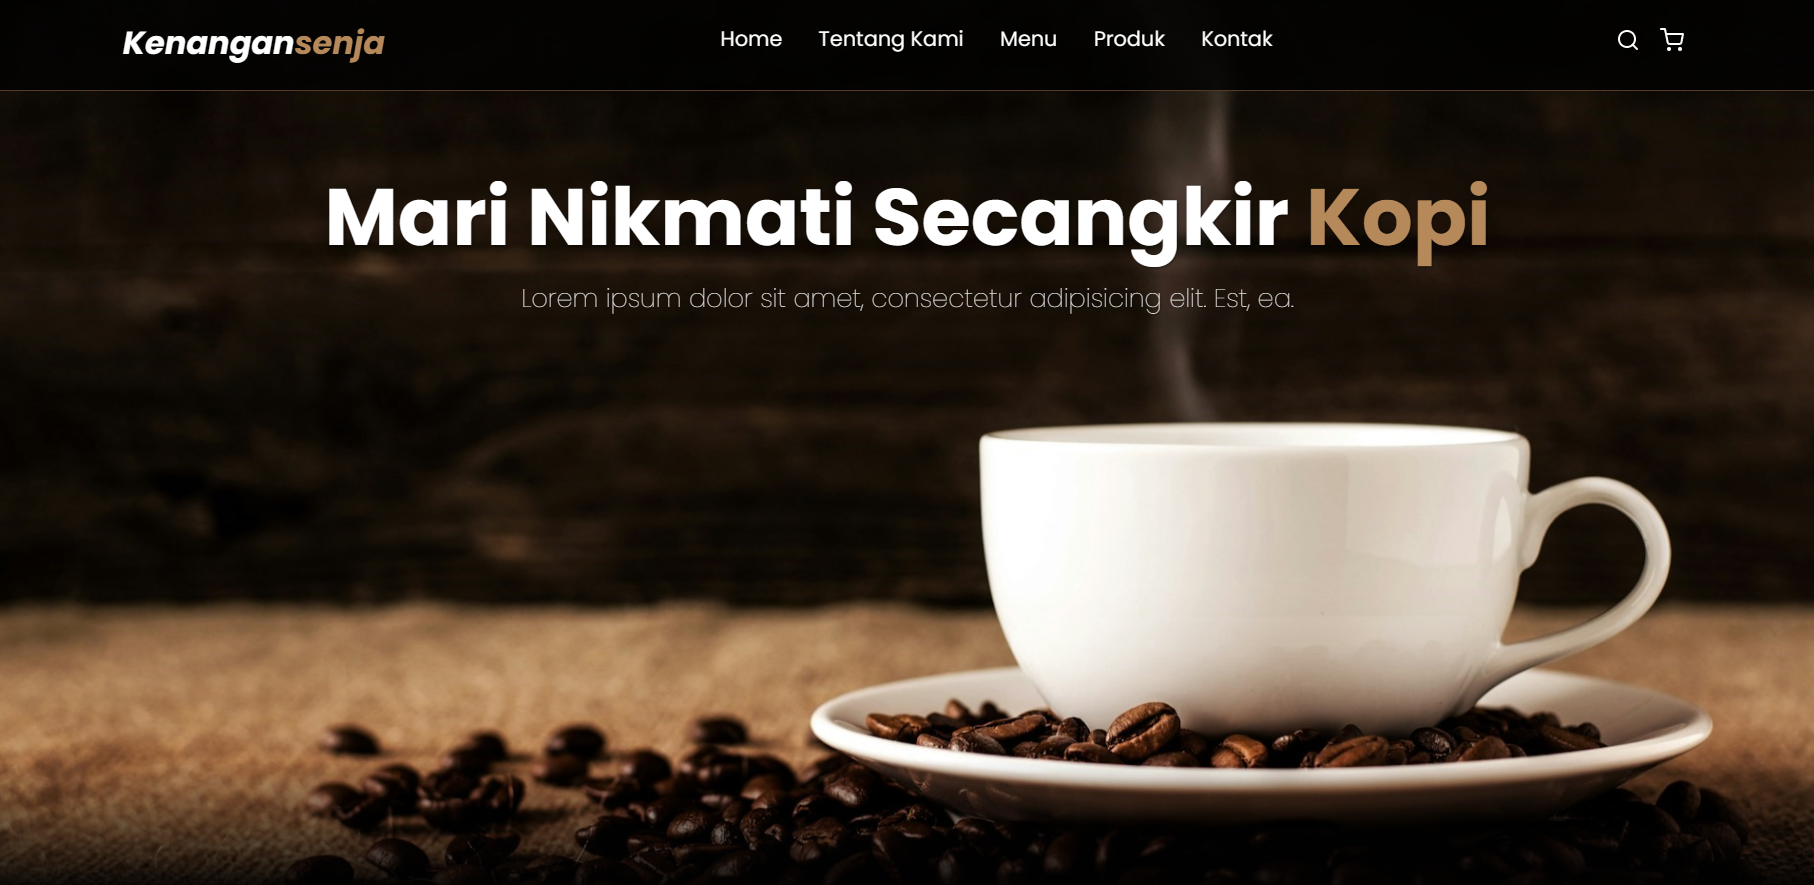 Kenangansenja
Home Tentang Kami Menu Produk Kontak
Mari Nikmati Secangkir Kopi
Lorem ipsum dolor sit amet, consectetur adipisicing elit. Est, ea.